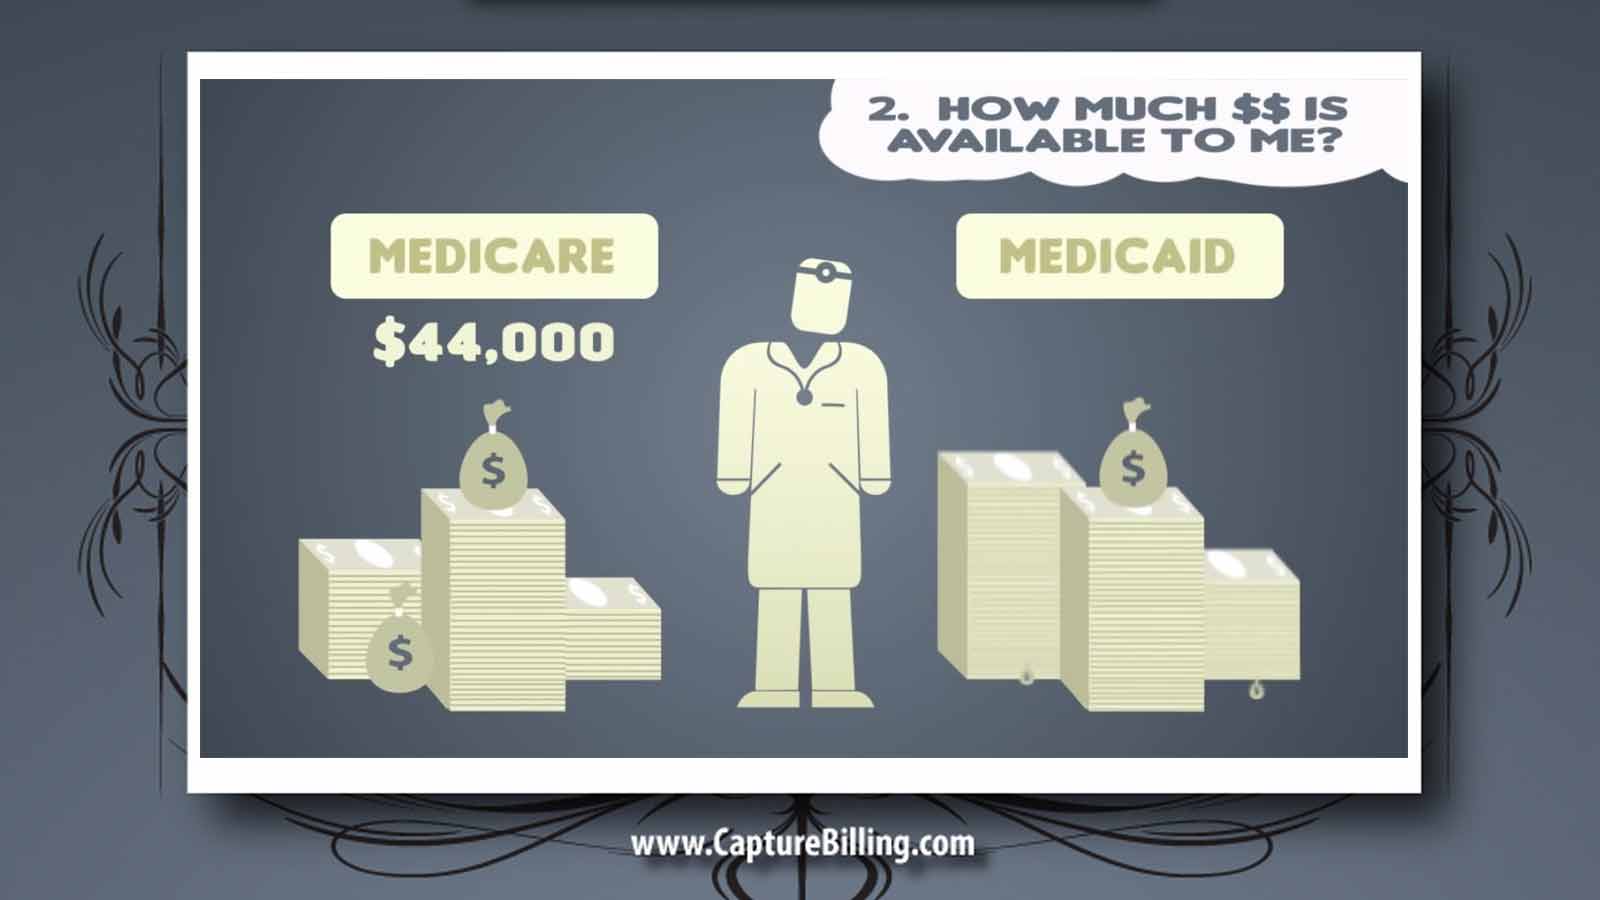 2. HOW MUCH $$ IS
AVAILABLE TO ME?
MEDICARE
$44,000
MEDICAID
$
$
$
www.CaptureBilling.com